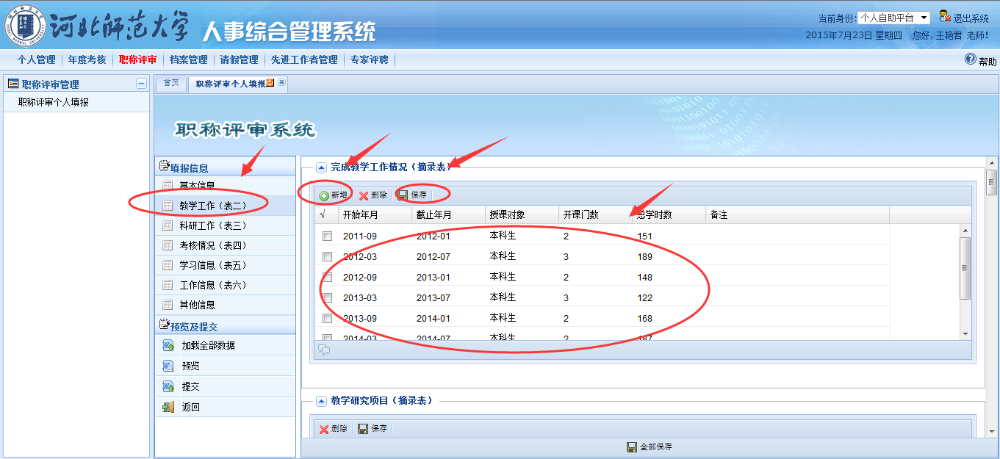 河北师范大学 人事综合管理系统
当前身份: 个人自助平台 退出系统
2015年7月23日 星期四 您好, 王艳君 老师!
个人管理 年度考核 职称评审 档案管理 请假管理 先进工作者管理 专家评聘 帮助
职称评审管理
职称评审个人填报
首页 职称评审个人填报
职称评审系统
填报信息
基本信息
教学工作（表二）
科研工作（表三）
考核情况（表四）
学习信息（表五）
工作信息（表六）
其他信息
预览及提交
加载全部数据
预览
提交
返回
完成教学工作情况（摘录表）
新增 删除 保存
√ 开始年月 截止年月 授课对象 开课门数 总学时数 备注
2011-09 2012-01 本科生 2 151
2012-03 2012-07 本科生 3 189
2012-09 2013-01 本科生 2 148
2013-03 2013-07 本科生 3 122
2013-09 2014-01 本科生 2 168
2014-03 2014-07 本科生 2 187
教学研究项目（摘录表）
删除 保存
全部保存